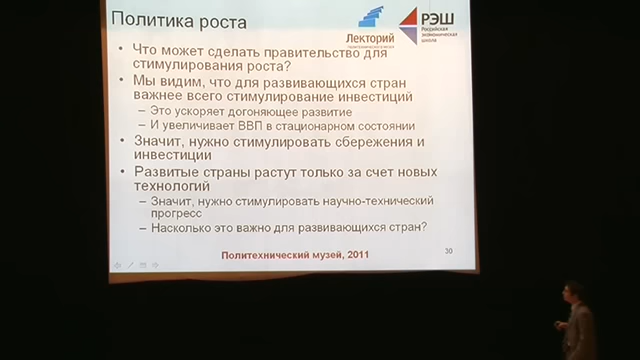 Политика роста
Лекторий
ПОЛИТЕХНИЧЕСКОГО МУЗЕЯ
РЭШ
Российская
экономическая
школа
• Что может сделать правительство для
стимулирования роста?
• Мы видим, что для развивающихся стран
важнее всего стимулирование инвестиций
– Это ускоряет догоняющее развитие
– И увеличивает ВВП в стационарном состоянии
• Значит, нужно стимулировать сбережения и
инвестиции
• Развитые страны растут только за счет новых
технологий
– Значит, нужно стимулировать научно-технический
прогресс
– Насколько это важно для развивающихся стран?
Политехнический музей, 2011
30